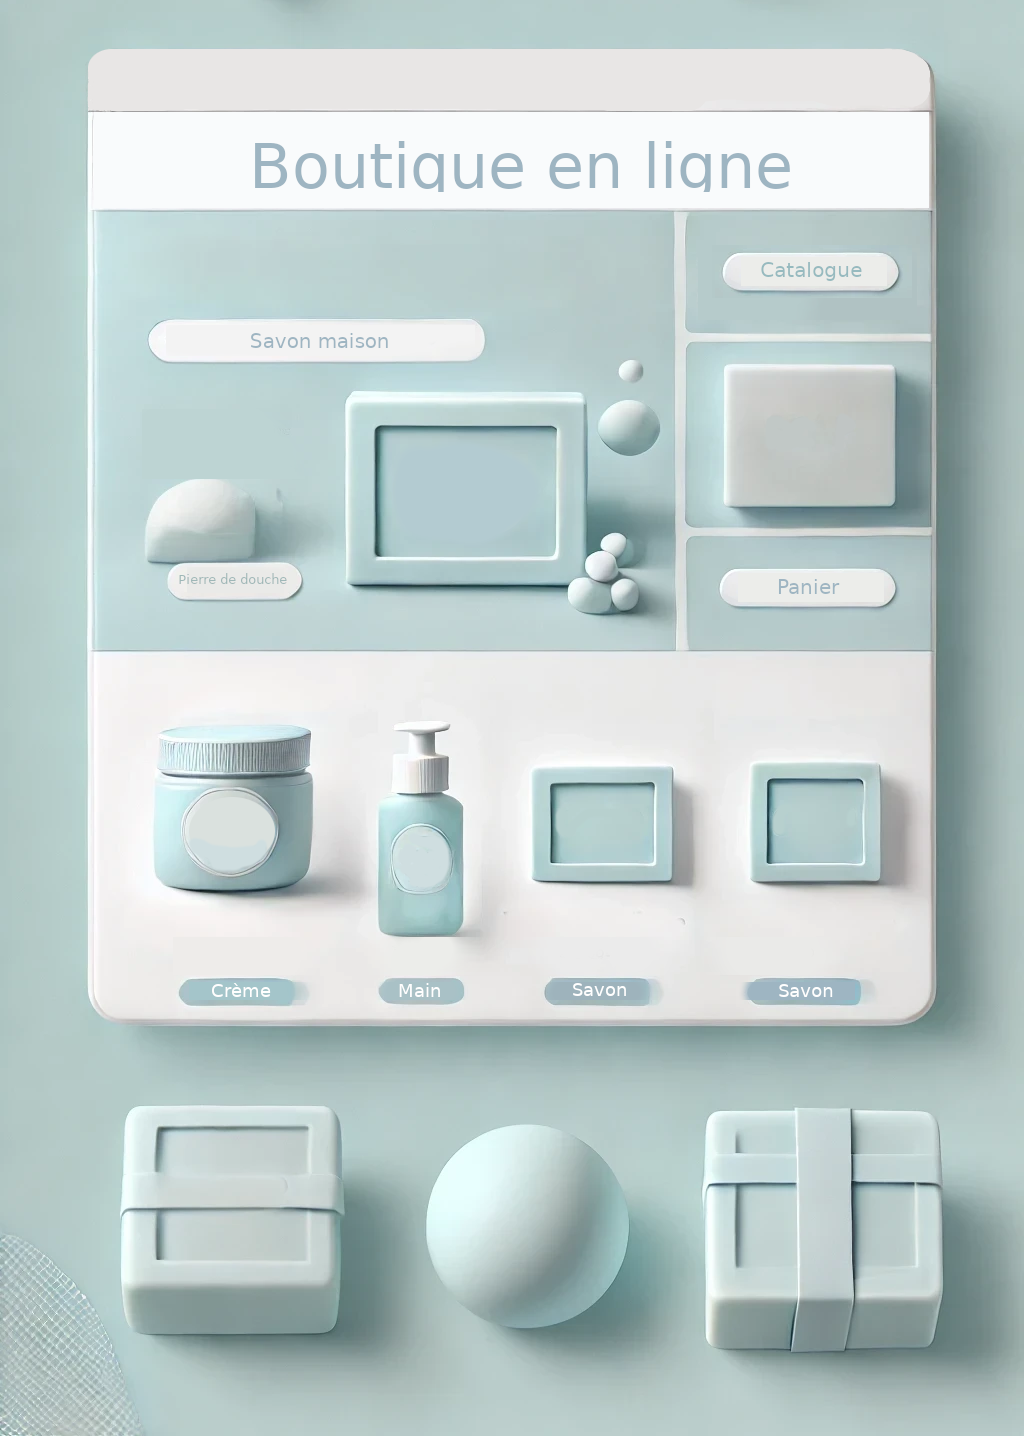 Boutique en ligne
Catalogue
Savon maison
Pierre de douche
Panier
Crème
Main
Savon
Savon